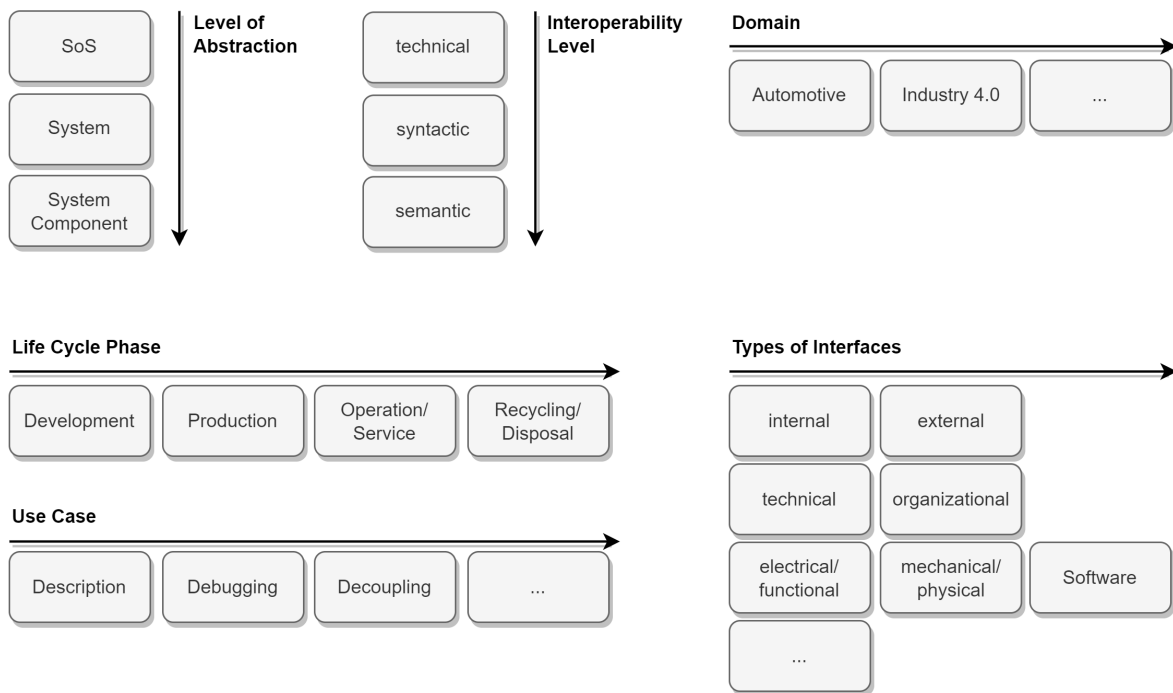 Level of
Abstraction
SoS
System
System
Component
Interoperability
Level
technical
syntactic
semantic
Domain
Automotive
Industry 4.0
...
Life Cycle Phase
Development
Production
Operation/
Service
Recycling/
Disposal
Use Case
Description
Debugging
Decoupling
...
Types of Interfaces
internal
external
technical
organizational
electrical/
functional
mechanical/
physical
Software
...